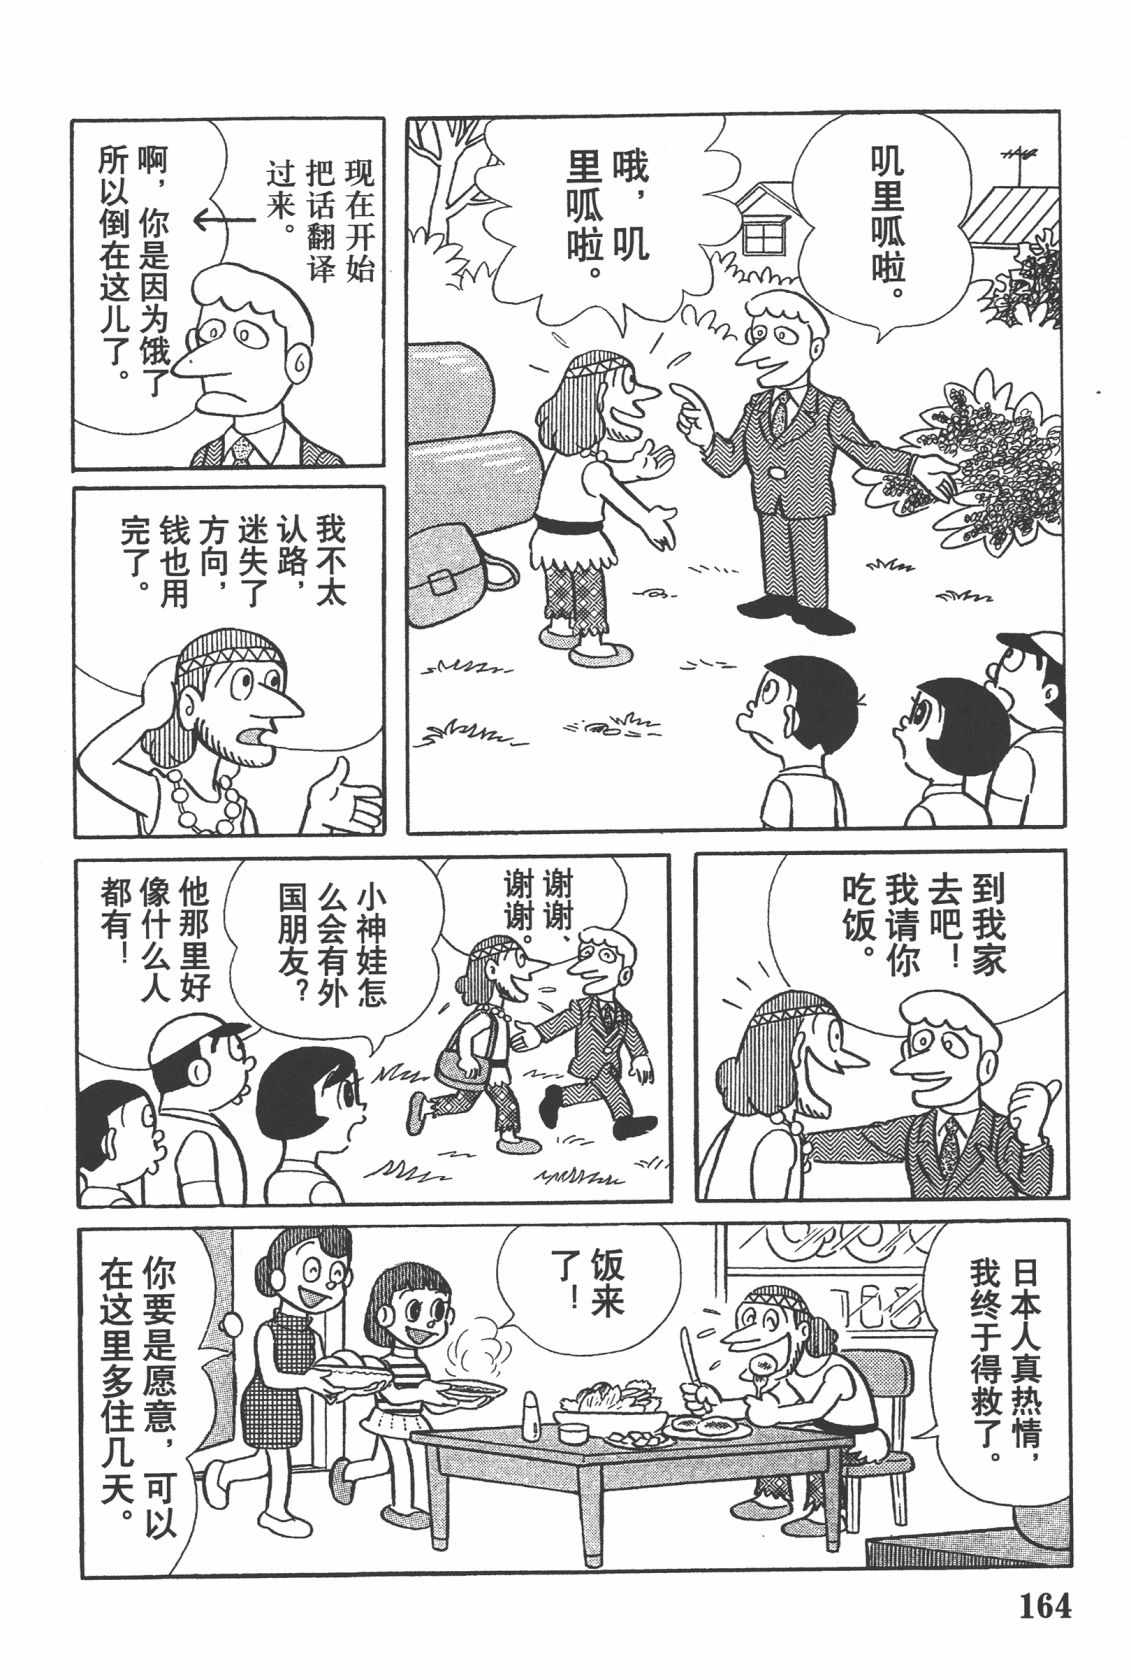 叽里呱啦。
哦，叽
里呱啦。
现在开始
把话翻译
过来。
啊，你是因为饿了
所以倒在这儿了。
我不太
认路，
迷失了
方向，
钱也用
完了。
到我家
去吧！
我请你
吃饭。
谢谢、
谢谢。
小神娃怎
么会有外
国朋友？
他那里好
像什么人
都有！
日本人真热情，
我终于得救了。
饭来
了！
你要是愿意，可以
在这里多住几天。
164